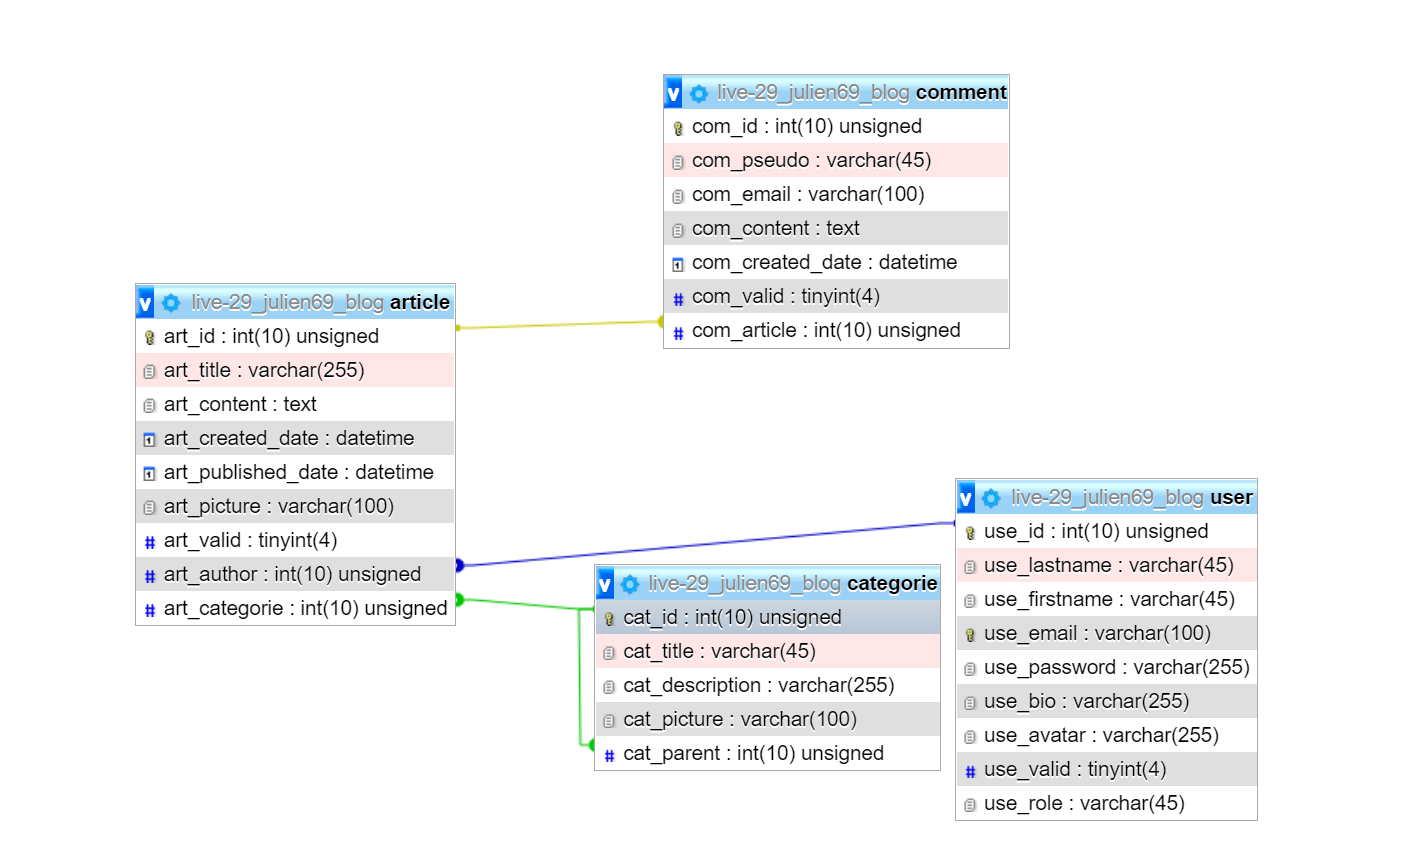 v live-29_julien69_blog comment
com_id : int(10) unsigned
com_pseudo : varchar(45)
com_email : varchar(100)
com_content : text
com_created_date : datetime
# com_valid : tinyint(4)
# com_article : int(10) unsigned
v live-29_julien69_blog article
art_id : int(10) unsigned
art_title : varchar(255)
art_content : text
art_created_date : datetime
art_published_date : datetime
art_picture : varchar(100)
# art_valid : tinyint(4)
# art_author : int(10) unsigned
# art_categorie : int(10) unsigned
v live-29_julien69_blog categorie
cat_id : int(10) unsigned
cat_title : varchar(45)
cat_description : varchar(255)
cat_picture : varchar(100)
# cat_parent : int(10) unsigned
v live-29_julien69_blog user
use_id : int(10) unsigned
use_lastname : varchar(45)
use_firstname : varchar(45)
use_email : varchar(100)
use_password : varchar(255)
use_bio : varchar(255)
use_avatar : varchar(255)
# use_valid : tinyint(4)
use_role : varchar(45)